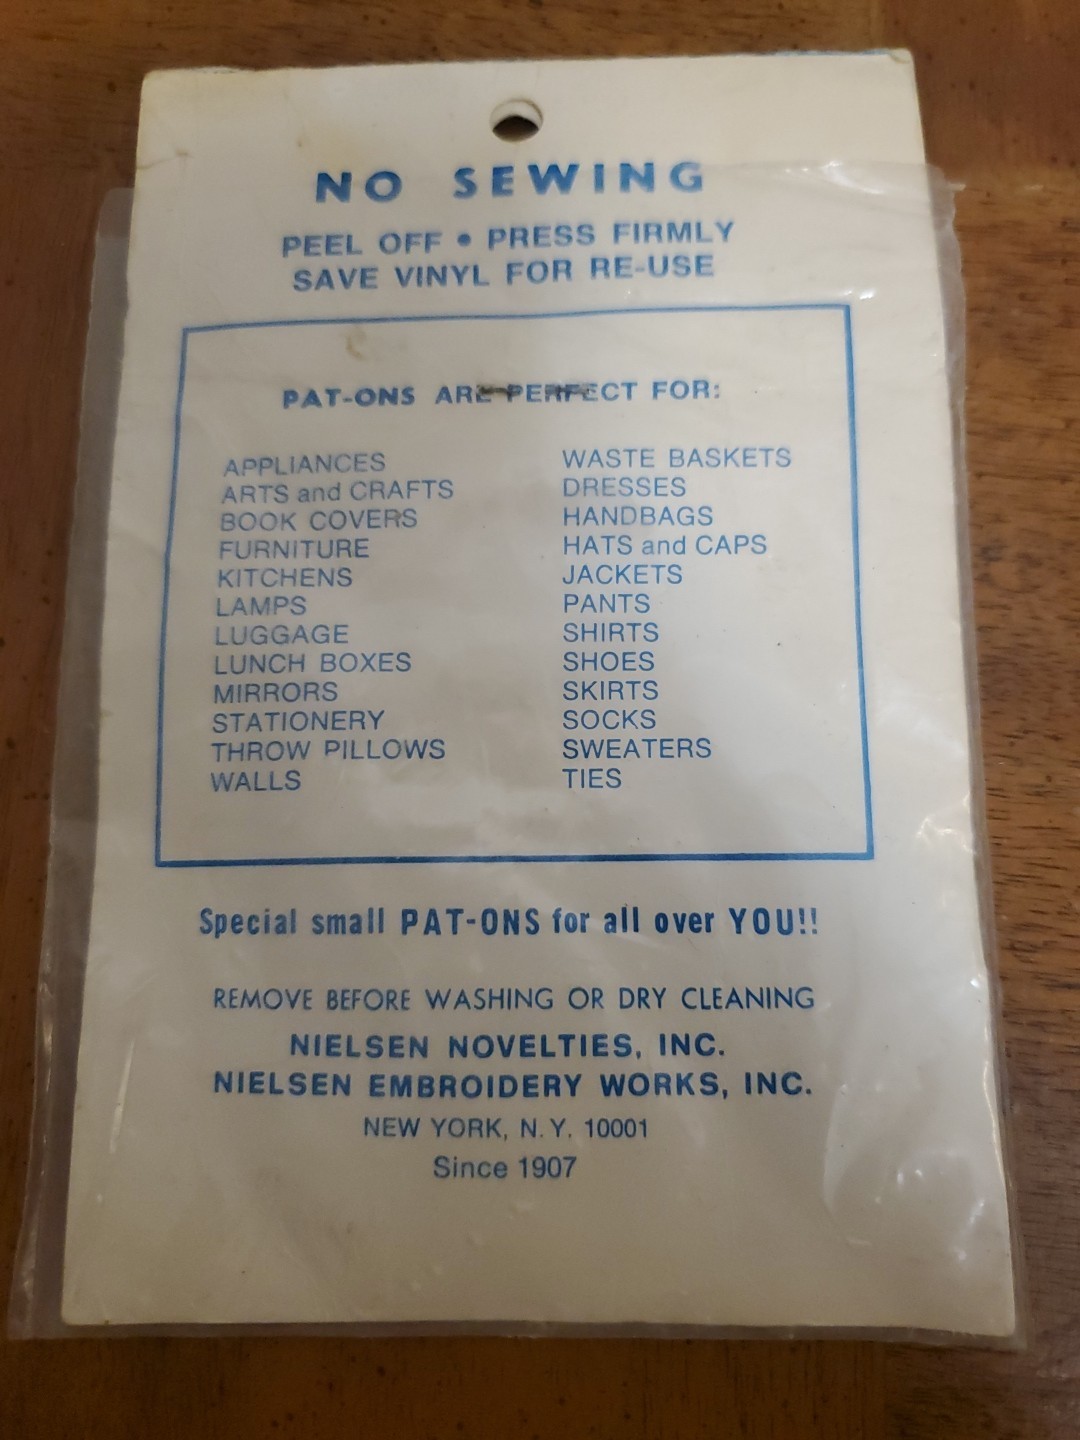 NO SEWING
PEEL OFF • PRESS FIRMLY
SAVE VINYL FOR RE-USE
PAT-ONS ARE PERFECT FOR:
APPLIANCES
ARTS and CRAFTS
BOOK COVERS
FURNITURE
KITCHENS
LAMPS
LUGGAGE
LUNCH BOXES
MIRRORS
STATIONERY
THROW PILLOWS
WALLS
WASTE BASKETS
DRESSES
HANDBAGS
HATS and CAPS
JACKETS
PANTS
SHIRTS
SHOES
SKIRTS
SOCKS
SWEATERS
TIES
Special small PAT-ONS for all over YOU!!
REMOVE BEFORE WASHING OR DRY CLEANING
NIELSEN NOVELTIES, INC.
NIELSEN EMBROIDERY WORKS, INC.
NEW YORK, N.Y. 10001
Since 1907